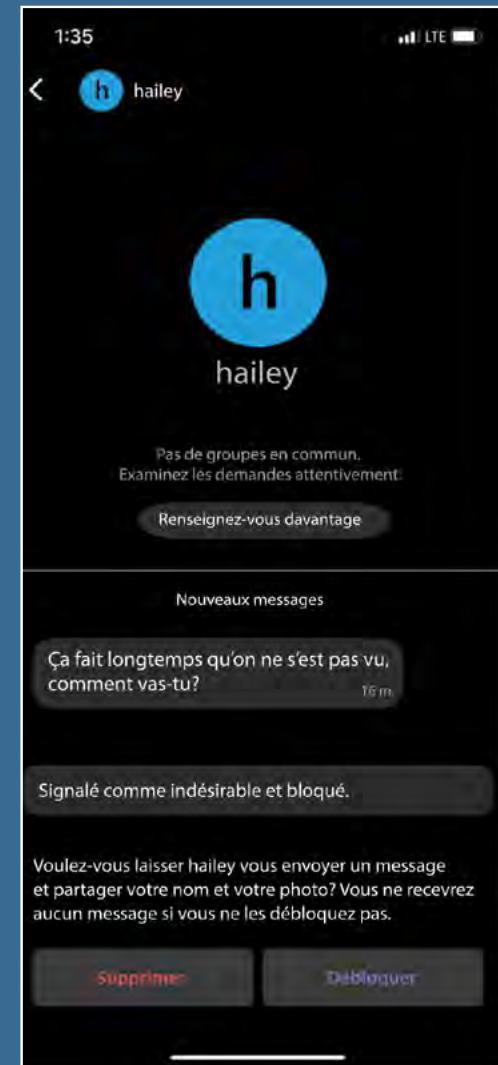 1:35
LTE
h hailey
h
hailey
Pas de groupes en commun.
Examinez les demandes attentivement.
Renseignez-vous davantage
Nouveaux messages
Ça fait longtemps qu'on ne s'est pas vu,
comment vas-tu?
16 m
Signalé comme indésirable et bloqué.
Voulez-vous laisser hailey vous envoyer un message
et partager votre nom et votre photo? Vous ne recevrez
aucun message si vous ne les débloquez pas.
Supprimer
Débloquer